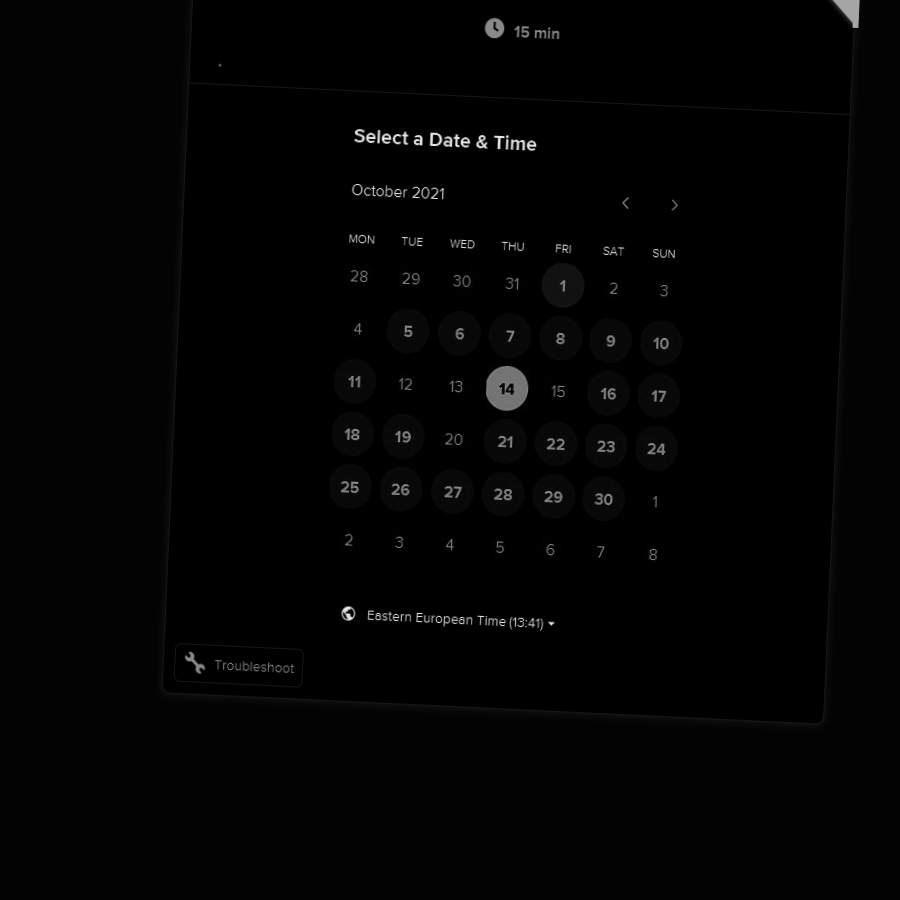 15 min
.
Select a Date & Time
October 2021
MON TUE WED THU FRI SAT SUN
28 29 30 31 1 2 3
4 5 6 7 8 9 10
11 12 13 14 15 16 17
18 19 20 21 22 23 24
25 26 27 28 29 30 1
2 3 4 5 6 7 8
Eastern European Time (13:41)
Troubleshoot